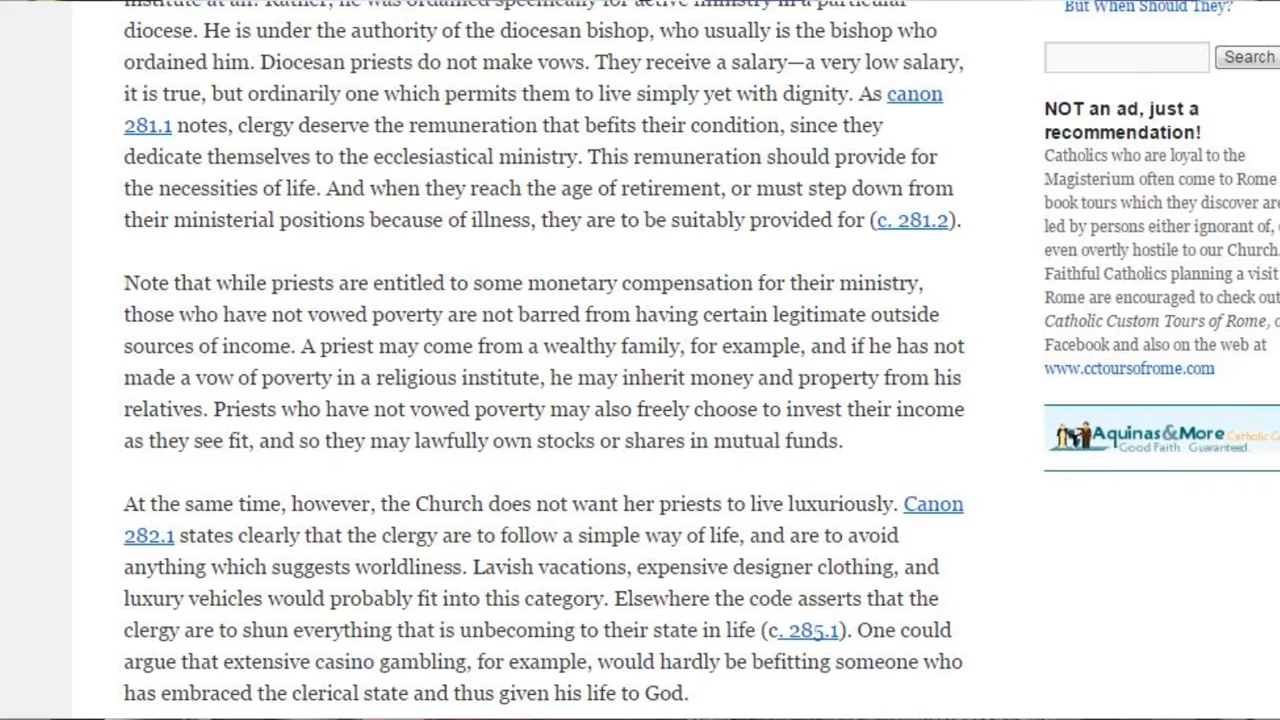 diocese. He is under the authority of the diocesan bishop, who usually is the bishop who
ordained him. Diocesan priests do not make vows. They receive a salary—a very low salary,
it is true, but ordinarily one which permits them to live simply yet with dignity. As canon
281.1 notes, clergy deserve the remuneration that befits their condition, since they
dedicate themselves to the ecclesiastical ministry. This remuneration should provide for
the necessities of life. And when they reach the age of retirement, or must step down from
their ministerial positions because of illness, they are to be suitably provided for (c. 281.2).
Note that while priests are entitled to some monetary compensation for their ministry,
those who have not vowed poverty are not barred from having certain legitimate outside
sources of income. A priest may come from a wealthy family, for example, and if he has not
made a vow of poverty in a religious institute, he may inherit money and property from his
relatives. Priests who have not vowed poverty may also freely choose to invest their income
as they see fit, and so they may lawfully own stocks or shares in mutual funds.
At the same time, however, the Church does not want her priests to live luxuriously. Canon
282.1 states clearly that the clergy are to follow a simple way of life, and are to avoid
anything which suggests worldliness. Lavish vacations, expensive designer clothing, and
luxury vehicles would probably fit into this category. Elsewhere the code asserts that the
clergy are to shun everything that is unbecoming to their state in life (c. 285.1). One could
argue that extensive casino gambling, for example, would hardly be befitting someone who
has embraced the clerical state and thus given his life to God.
But When Should They?
Search
NOT an ad, just a
recommendation!
Catholics who are loyal to the
Magisterium often come to Rome
book tours which they discover are
led by persons either ignorant of,
even overtly hostile to our Church.
Faithful Catholics planning a visit
Rome are encouraged to check out
Catholic Custom Tours of Rome,
Facebook and also on the web at
www.cctoursofrome.com
Aquinas&More Catholic
Good Faith Guaranteed.